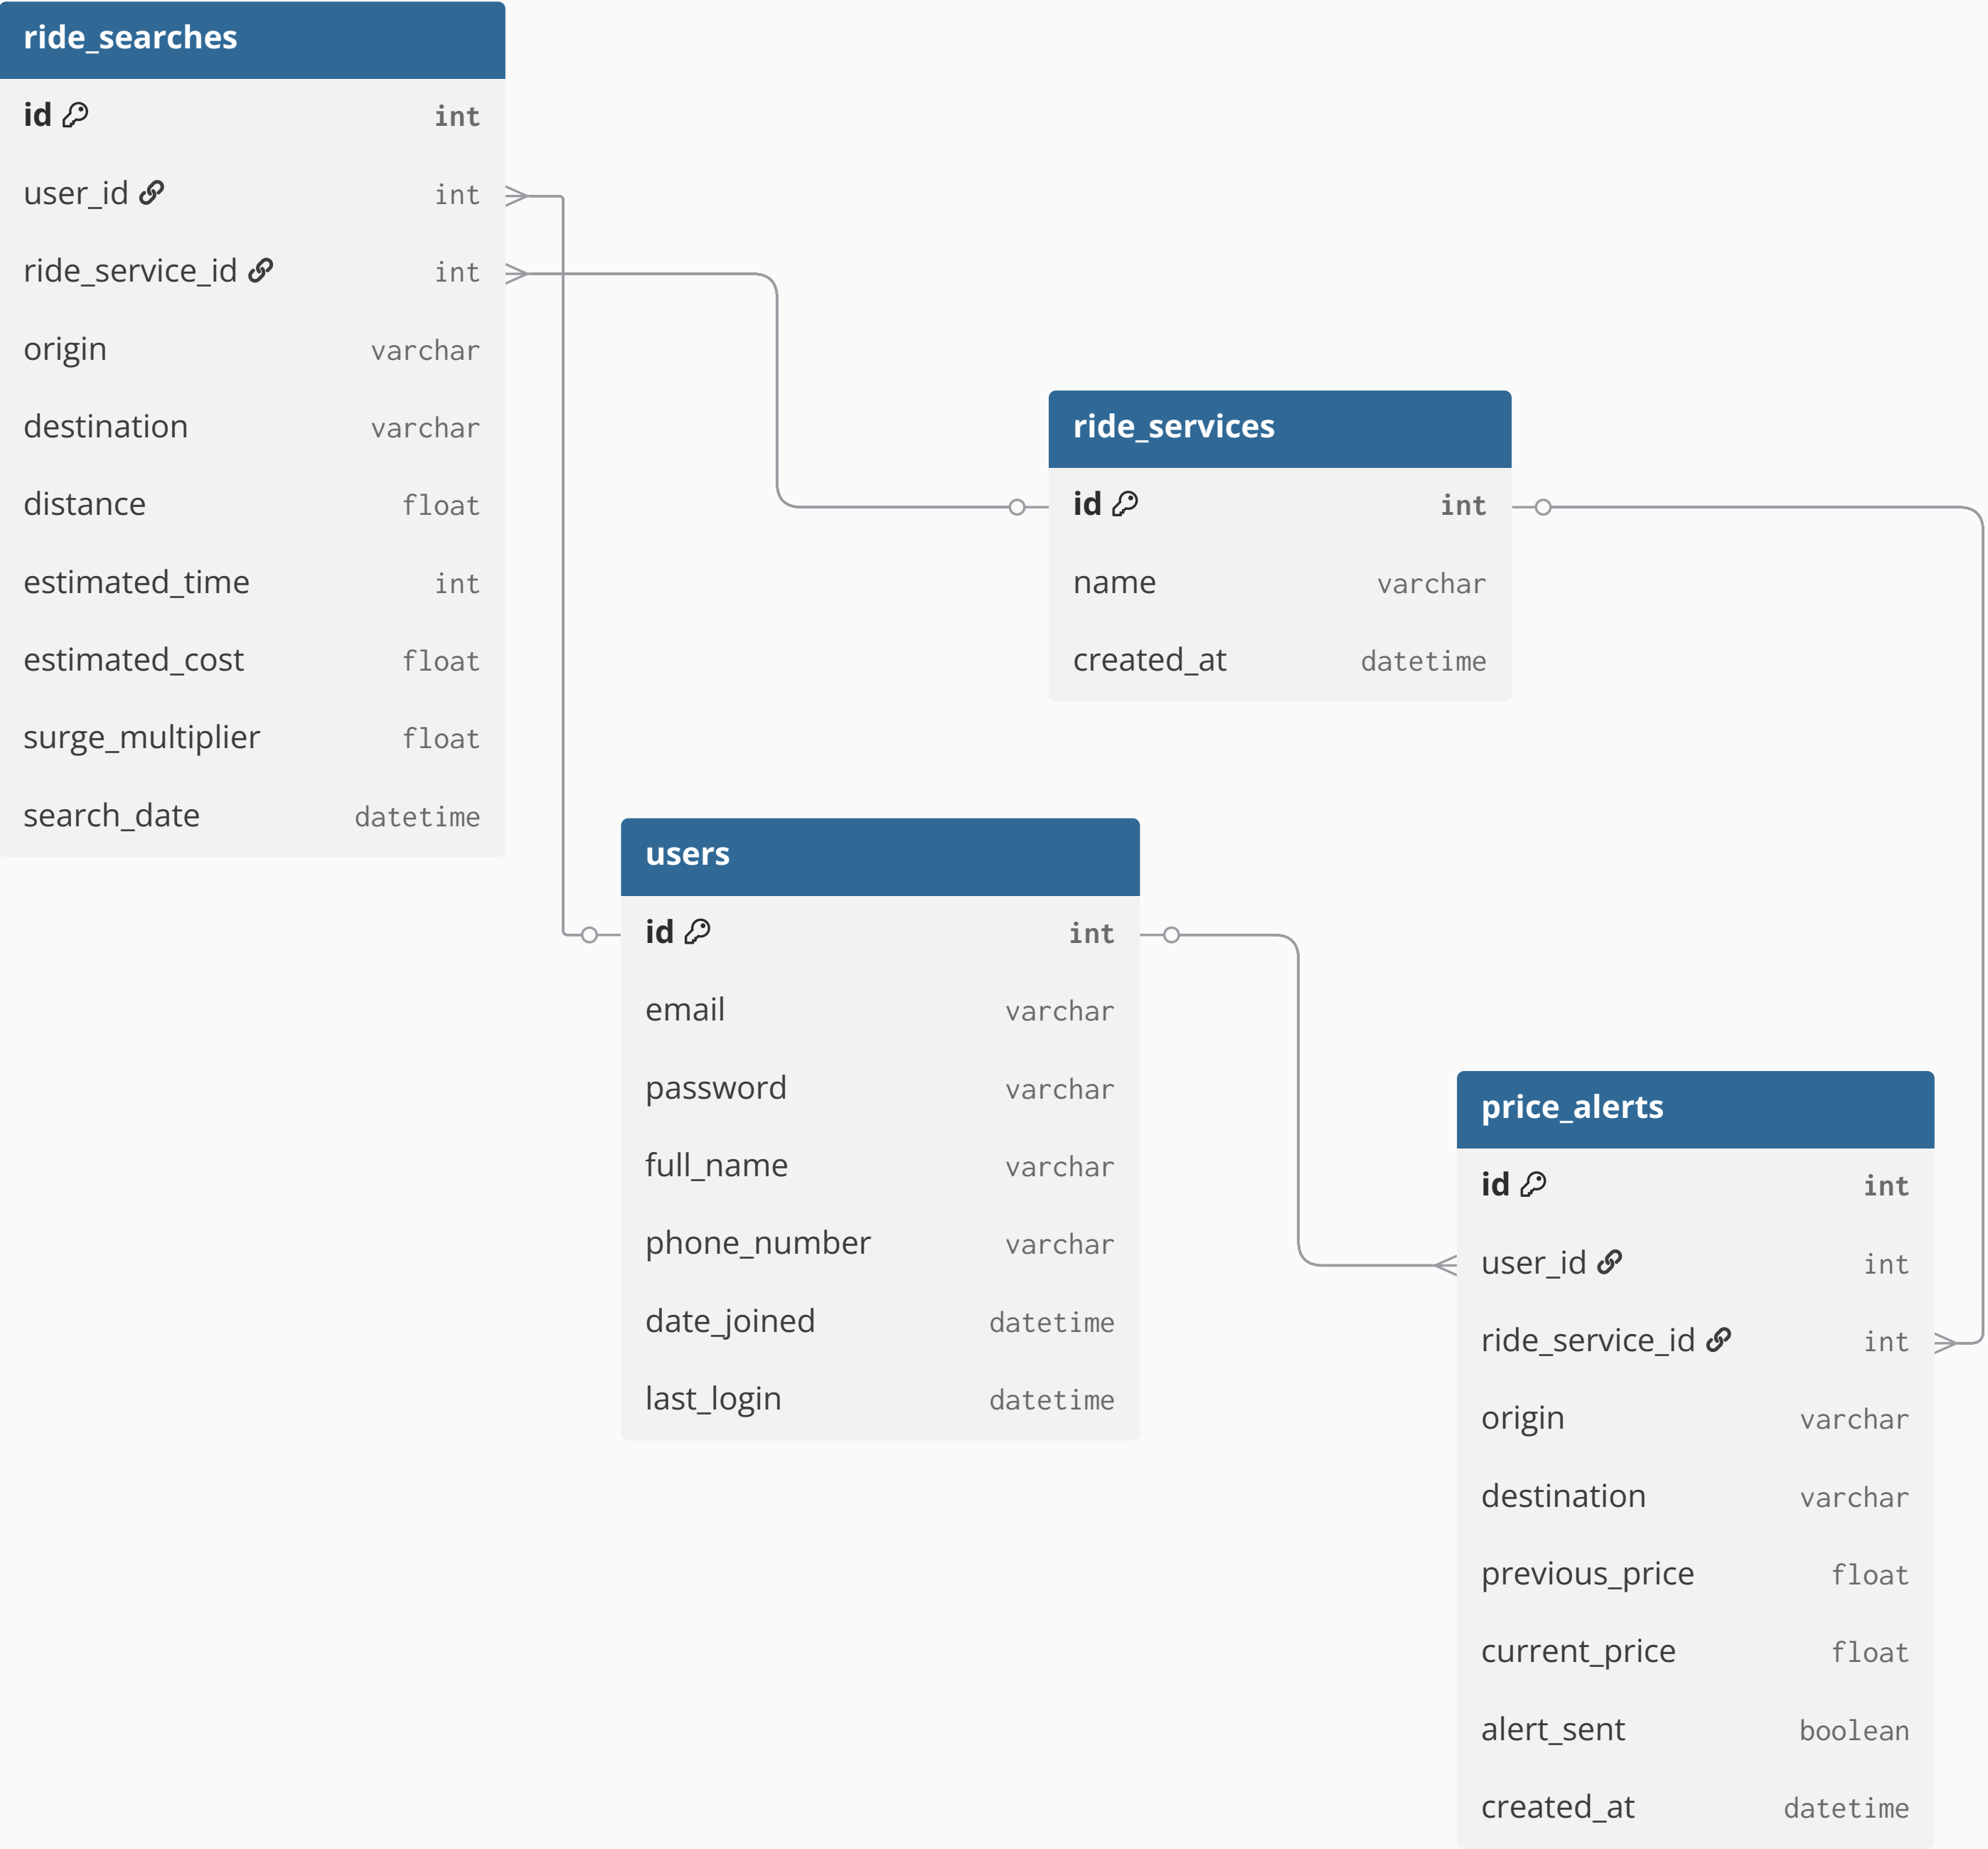 ride_searches
id int
user_id int
ride_service_id int
origin varchar
destination varchar
distance float
estimated_time int
estimated_cost float
surge_multiplier float
search_date datetime
ride_services
id int
name varchar
created_at datetime
users
id int
email varchar
password varchar
full_name varchar
phone_number varchar
date_joined datetime
last_login datetime
price_alerts
id int
user_id int
ride_service_id int
origin varchar
destination varchar
previous_price float
current_price float
alert_sent boolean
created_at datetime